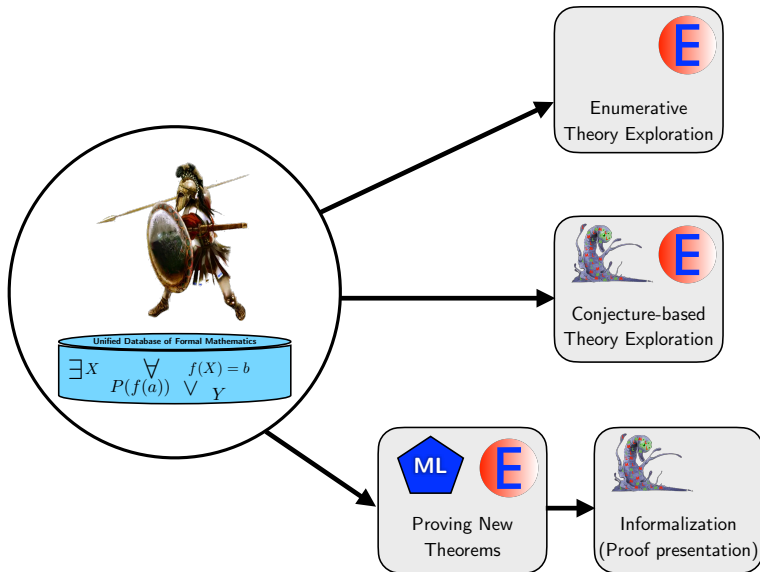 E
Enumerative
Theory Exploration
E
Conjecture-based
Theory Exploration
Unified Database of Formal Mathematics
∃X ∀ f(X) = b
P(f(a)) ∨ Y
ML E
Proving New
Theorems
Informalization
(Proof presentation)